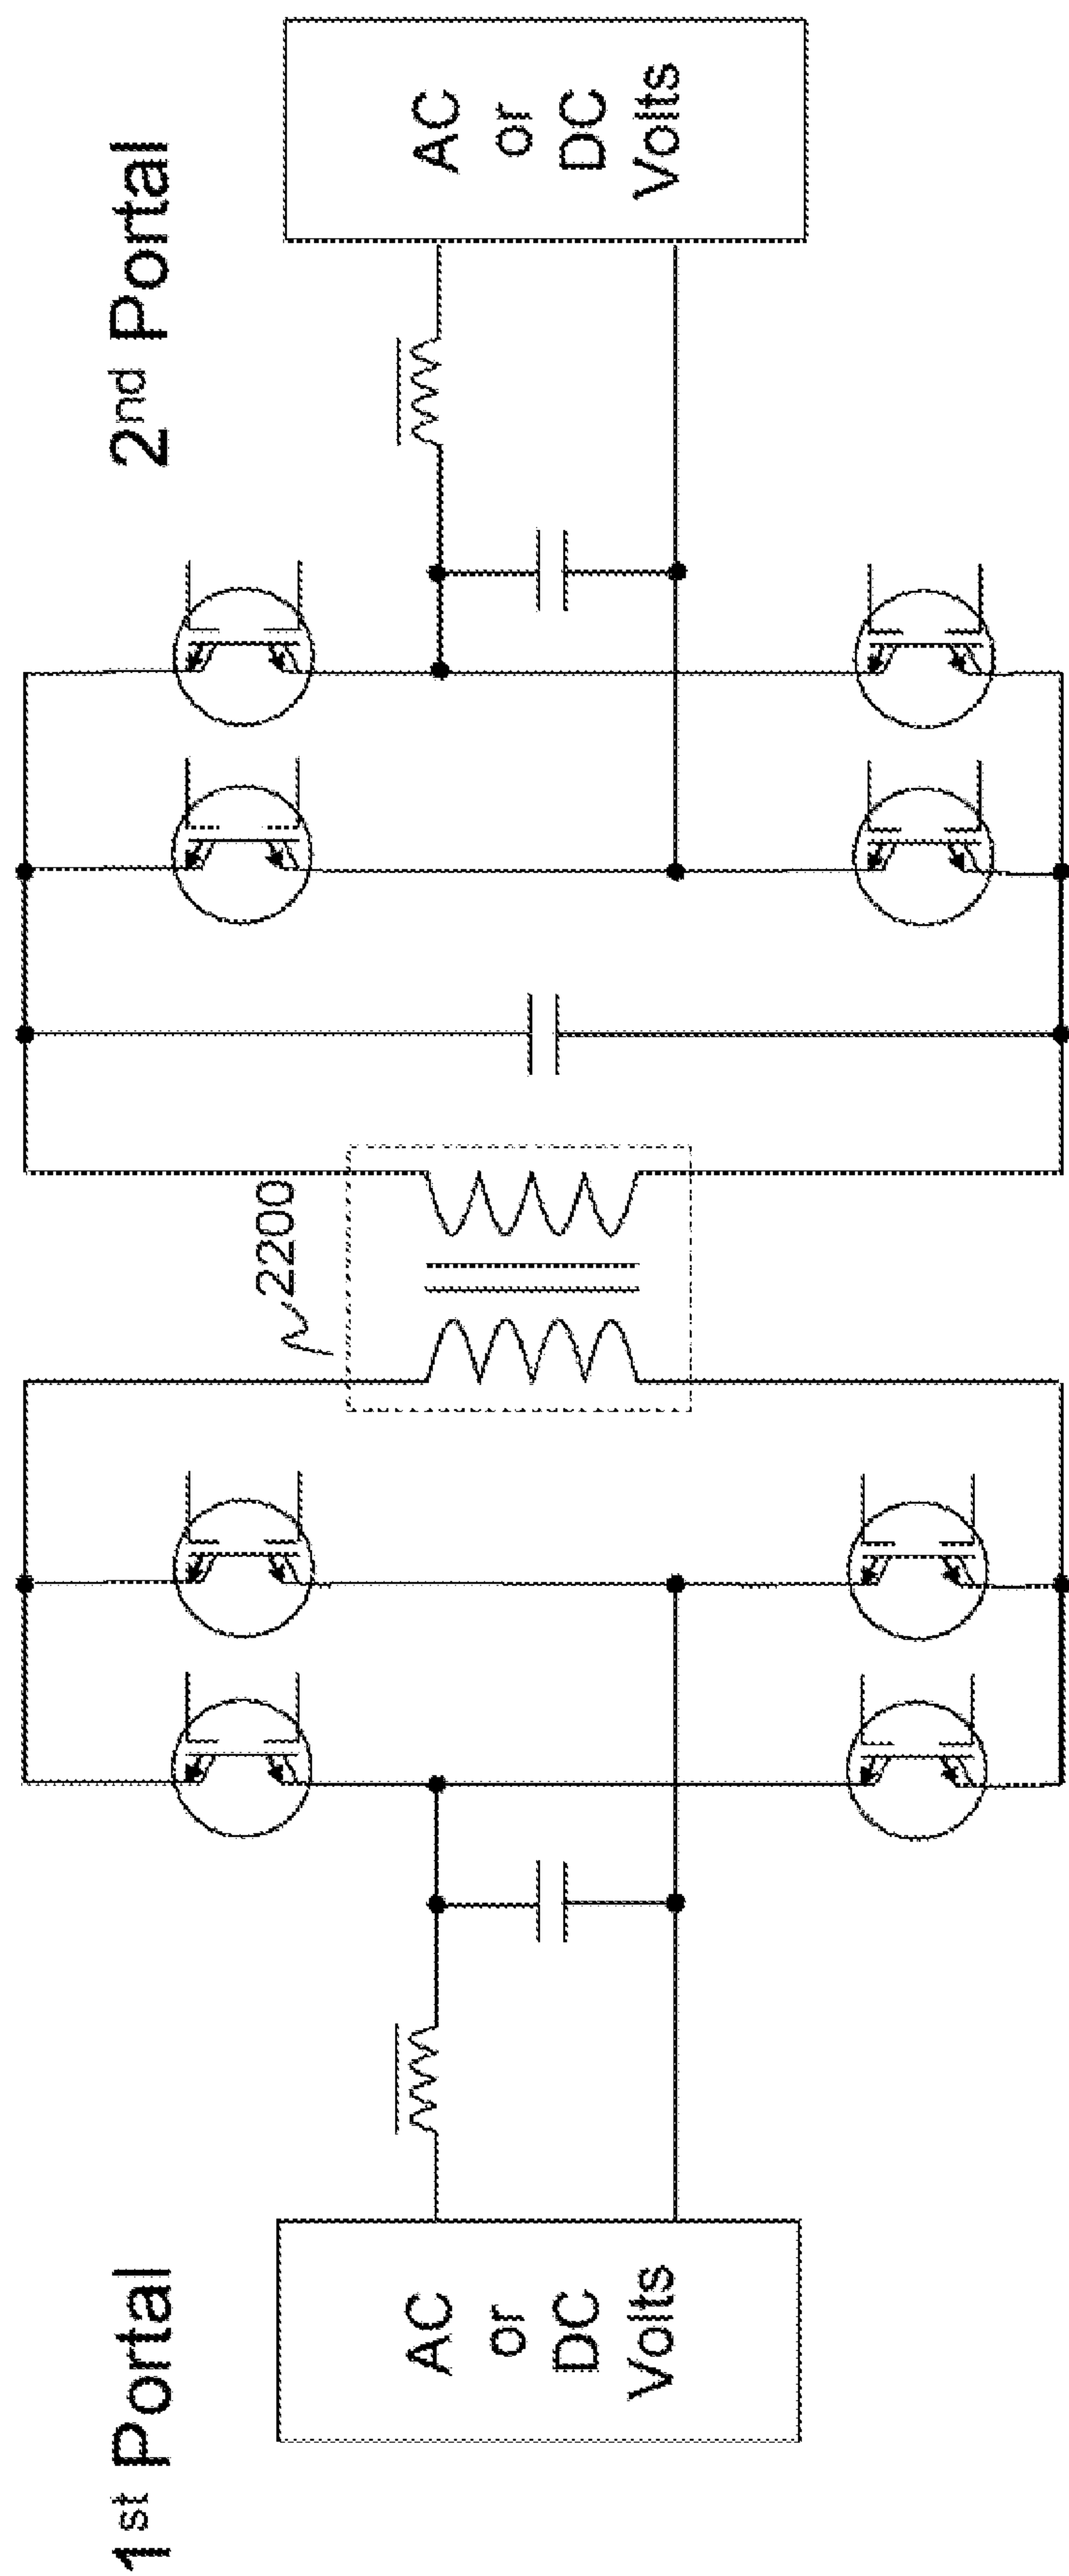 1st Portal
AC
or
DC
Volts
2200
2nd Portal
AC
or
DC
Volts